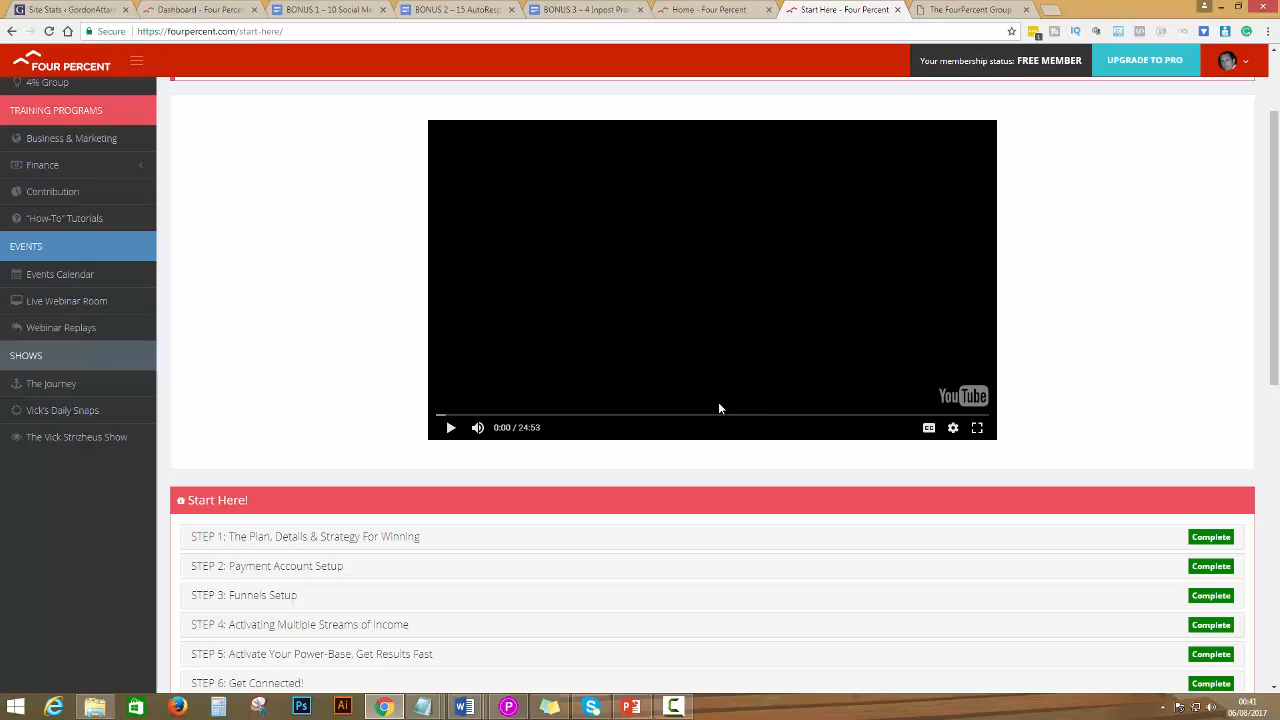 Site Stats ‹ GordonAttard
Dashboard - Four Percent
BONUS 1 – 10 Social Me
BONUS 2 – 15 AutoResp
BONUS 3 – 4 Inpost Pro
Home - Four Percent
Start Here - Four Percent
The FourPercent Group
Secure
https://fourpercent.com/start-here/
FOUR PERCENT
Your membership status: FREE MEMBER
UPGRADE TO PRO
4% Group
TRAINING PROGRAMS
Business & Marketing
Finance
Contribution
"How-To" Tutorials
EVENTS
Events Calendar
Live Webinar Room
Webinar Replays
SHOWS
The Journey
Vick's Daily Snaps
The Vick Strizheus Show
YouTube
0:00 / 24:53
CC
Start Here!
STEP 1: The Plan, Details & Strategy For Winning
Complete
STEP 2: Payment Account Setup
Complete
STEP 3: Funnels Setup
Complete
STEP 4: Activating Multiple Streams of Income
Complete
STEP 5: Activate Your Power-Base, Get Results Fast
Complete
STEP 6: Get Connected!
Complete
Ps
Ai
00:41
06/08/2017